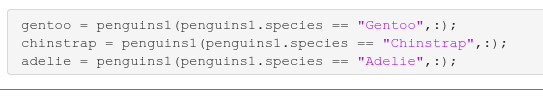 gentoo = penguins1(penguins1.species == "Gentoo",:);
chinstrap = penguins1(penguins1.species == "Chinstrap",:);
adelie = penguins1(penguins1.species == "Adelie",:);